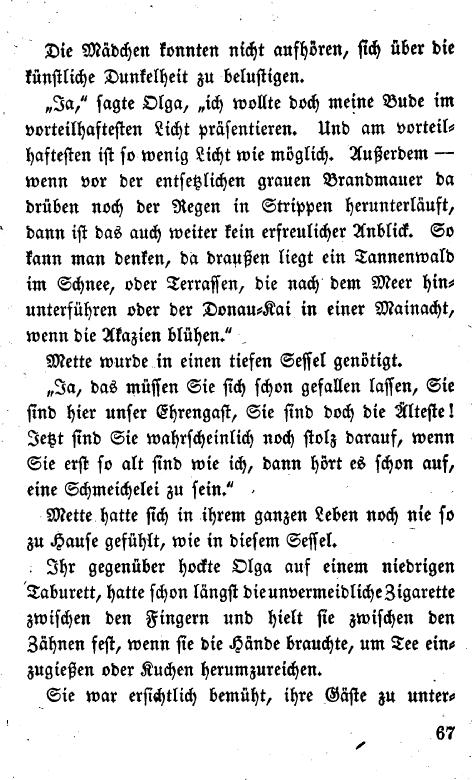 Die Mädchen konnten nicht aufhören, sich über die
künstliche Dunkelheit zu belustigen.
„Ja,“ sagte Olga, „ich wollte doch meine Bude im
vorteilhaftesten Licht präsentieren. Und am vorteil-
haftesten ist so wenig Licht wie möglich. Außerdem —
wenn vor der entsetzlichen grauen Brandmauer da
drüben noch der Regen in Strippen herunterläuft,
dann ist das auch weiter kein erfreulicher Anblick. So
kann man denken, da draußen liegt ein Tannenwald
im Schnee, oder Terrassen, die nach dem Meer hin-
unterführen oder der Donau-Kai in einer Mainacht,
wenn die Akazien blühen.“
Mette wurde in einen tiefen Sessel genötigt.
„Ja, das müssen Sie sich schon gefallen lassen, Sie
sind hier unser Ehrengast, Sie sind doch die Älteste!
Jetzt sind Sie wahrscheinlich noch stolz darauf, wenn
Sie erst so alt sind wie ich, dann hört es schon auf,
eine Schmeichelei zu sein.“
Mette hatte sich in ihrem ganzen Leben noch nie so
zu Hause gefühlt, wie in diesem Sessel.
Ihr gegenüber hockte Olga auf einem niedrigen
Taburett, hatte schon längst die unvermeidliche Zigarette
zwischen den Fingern und hielt sie zwischen den
Zähnen fest, wenn sie die Hände brauchte, um Tee ein-
zugießen oder Kuchen herumzureichen.
Sie war ersichtlich bemüht, ihre Gäste zu unter-
67